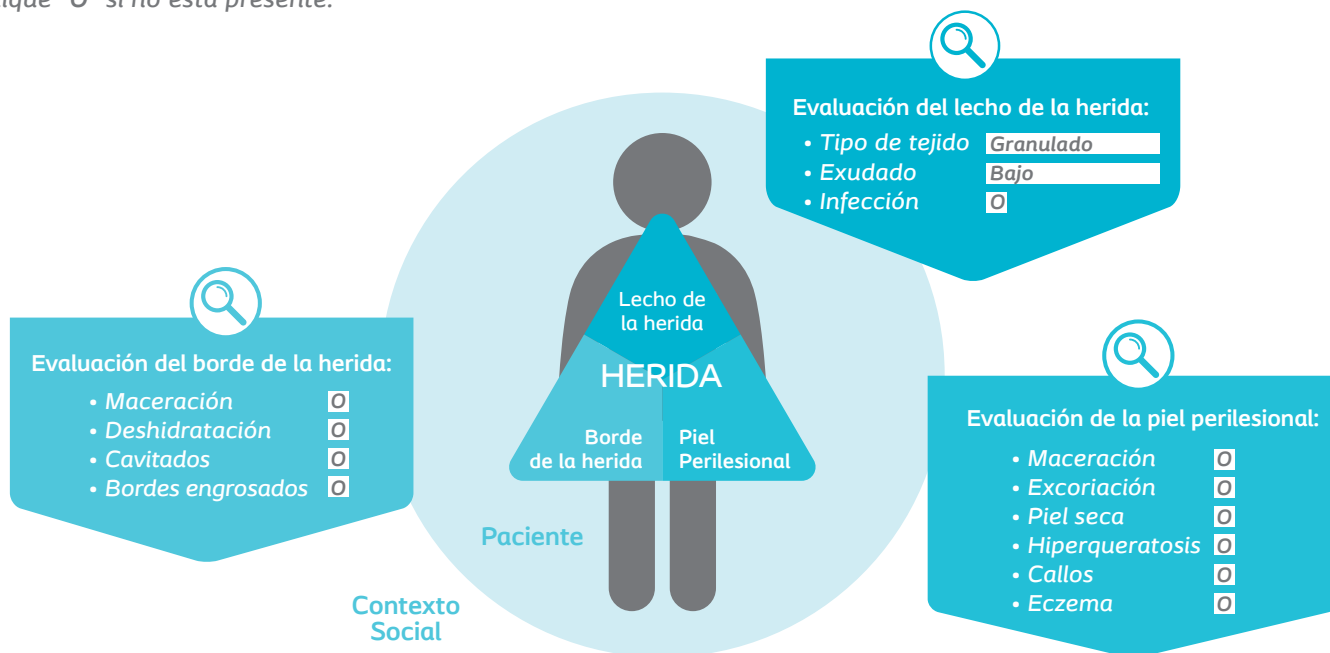 "O" si no está presente.
Evaluación del lecho de la herida:
• Tipo de tejido Granulado
• Exudado Bajo
• Infección O
Lecho de
la herida
HERIDA
Borde
de la herida
Piel
Perilesional
Evaluación del borde de la herida:
• Maceración O
• Deshidratación O
• Cavitados O
• Bordes engrosados O
Evaluación de la piel perilesional:
• Maceración O
• Excoriación O
• Piel seca O
• Hiperqueratosis O
• Callos O
• Eczema O
Paciente
Contexto
Social